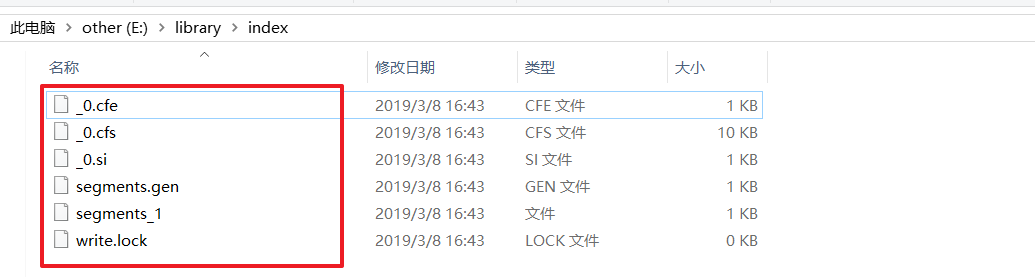 此电脑 > other (E:) > library > index
名称 修改日期 类型 大小
_0.cfe 2019/3/8 16:43 CFE 文件 1 KB
_0.cfs 2019/3/8 16:43 CFS 文件 10 KB
_0.si 2019/3/8 16:43 SI 文件 1 KB
segments.gen 2019/3/8 16:43 GEN 文件 1 KB
segments_1 2019/3/8 16:43 文件 1 KB
write.lock 2019/3/8 16:43 LOCK 文件 0 KB